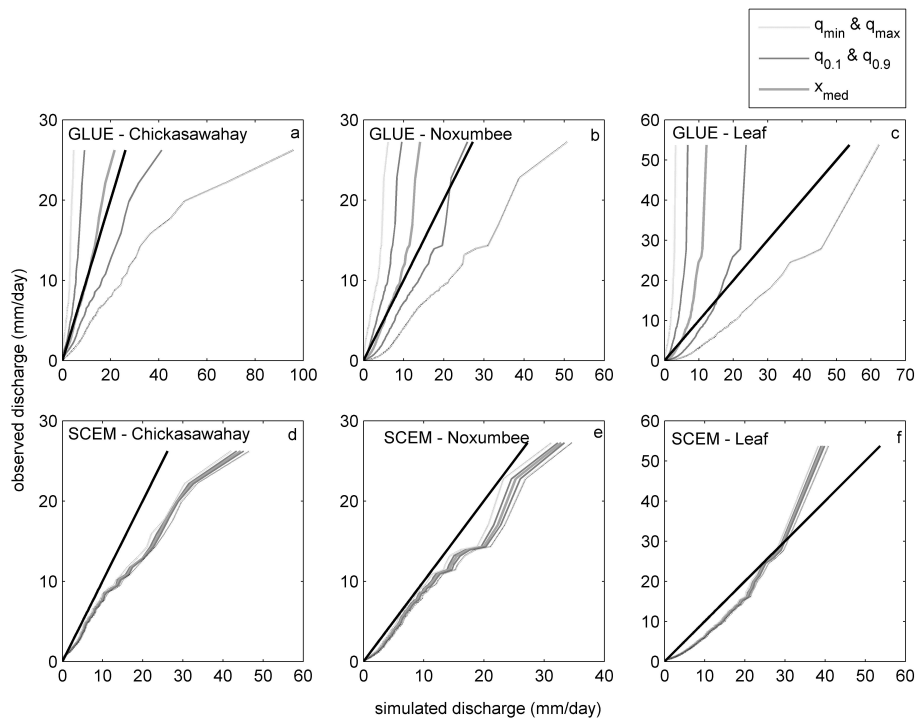 q_min & q_max
q_0.1 & q_0.9
x_med
GLUE - Chickasawahay a
30
20
10
0
0 20 40 60 80 100
GLUE - Noxumbee b
30
20
10
0
0 10 20 30 40 50 60
GLUE - Leaf c
60
50
40
30
20
10
0
0 10 20 30 40 50 60 70
observed discharge (mm/day)
SCEM - Chickasawahay d
30
20
10
0
0 10 20 30 40 50 60
SCEM - Noxumbee e
30
20
10
0
0 10 20 30 40
SCEM - Leaf f
60
50
40
30
20
10
0
0 10 20 30 40 50 60
simulated discharge (mm/day)